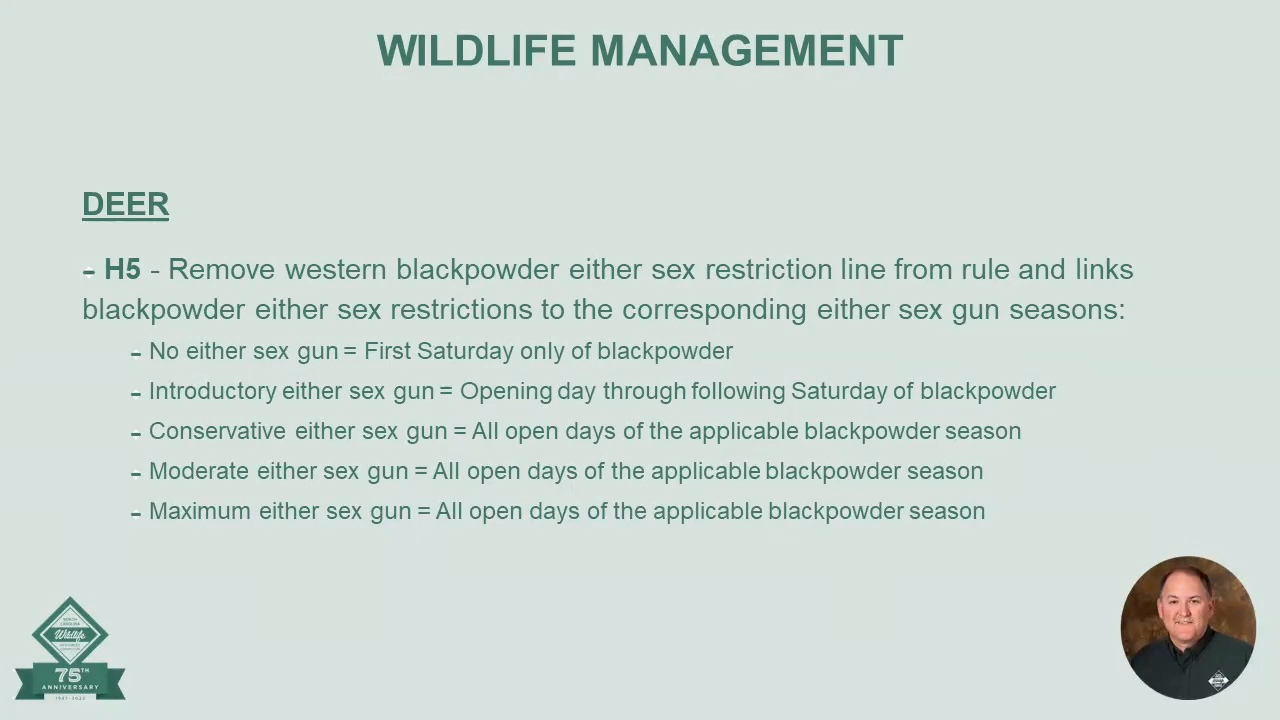 WILDLIFE MANAGEMENT
DEER
- H5 - Remove western blackpowder either sex restriction line from rule and links
blackpowder either sex restrictions to the corresponding either sex gun seasons:
- No either sex gun = First Saturday only of blackpowder
- Introductory either sex gun = Opening day through following Saturday of blackpowder
- Conservative either sex gun = All open days of the applicable blackpowder season
- Moderate either sex gun = All open days of the applicable blackpowder season
- Maximum either sex gun = All open days of the applicable blackpowder season
NORTH
CAROLINA
Wildlife
75TH
ANNIVERSARY